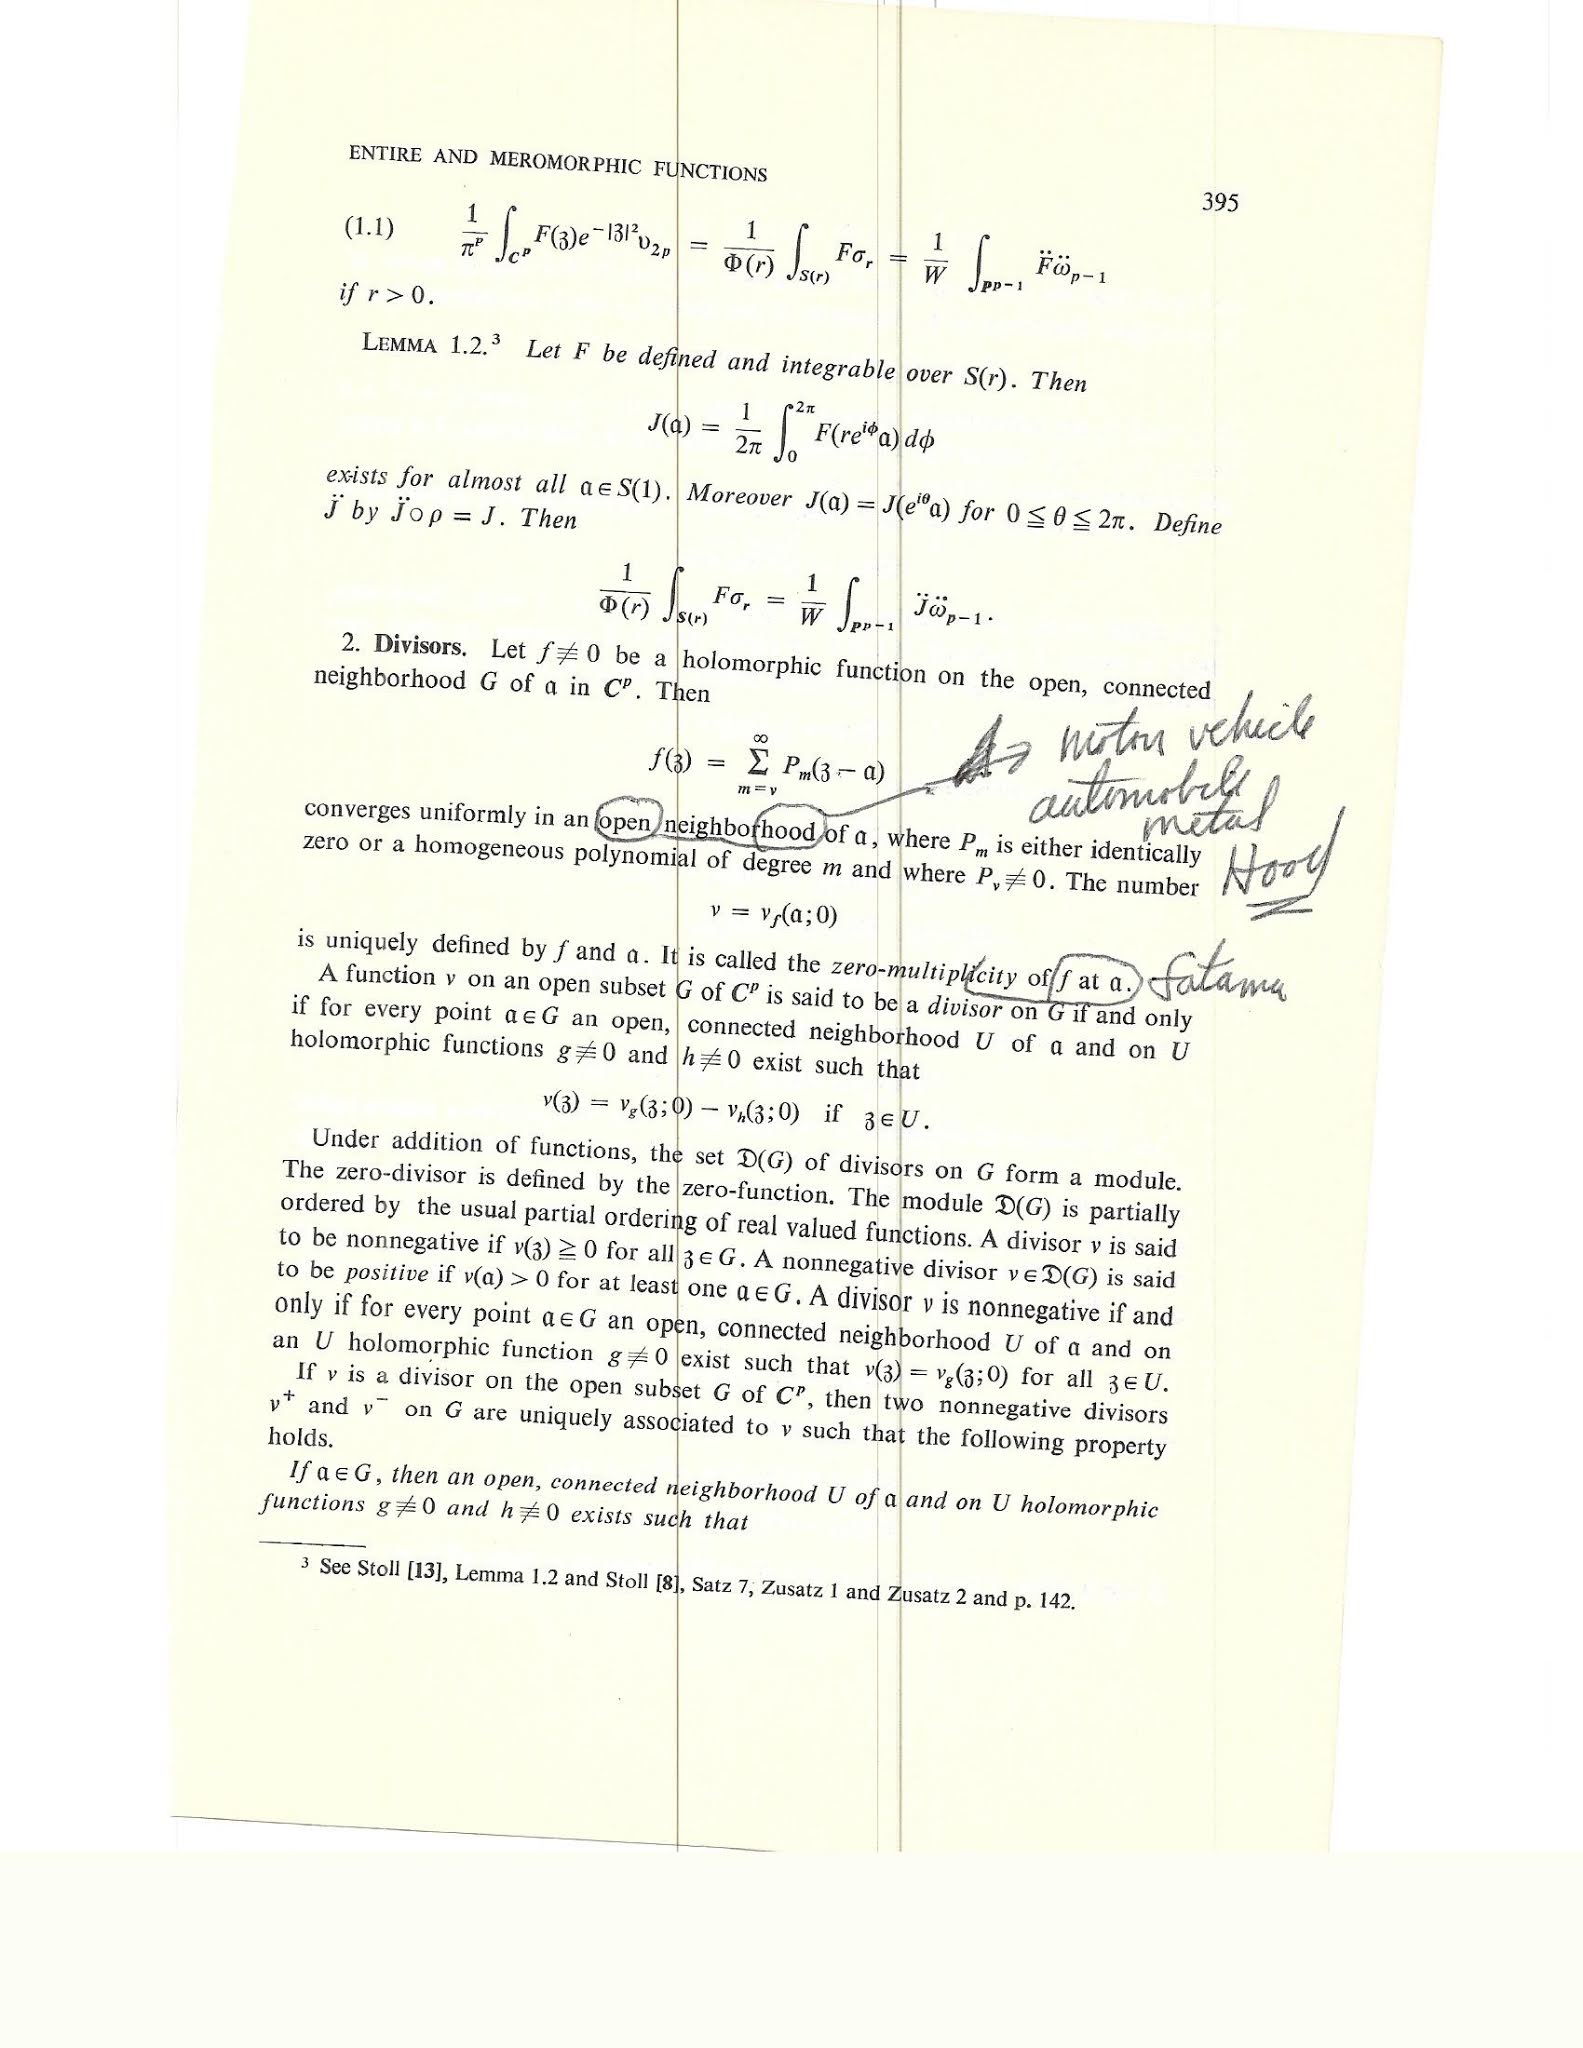 ENTIRE AND MEROMORPHIC FUNCTIONS
395
(1.1) 1/π^p ∫_{C^p} F(𝔷)e^{-|𝔷|²}υ_{2p} = 1/Φ(r) ∫_{S(r)} Fσ_r = 1/W ∫_{P^{p-1}} F̈ω̈_{p-1}
if r > 0.
LEMMA 1.2.³ Let F be defined and integrable over S(r). Then
J(𝔞) = 1/2π ∫_0^{2π} F(re^{iϕ}𝔞) dϕ
exists for almost all 𝔞 ∈ S(1). Moreover J(𝔞) = J(e^{iθ}𝔞) for 0 ≦ θ ≦ 2π. Define
J̈ by J̈ ○ ρ = J. Then
1/Φ(r) ∫_{S(r)} Fσ_r = 1/W ∫_{P^{p-1}} J̈ω̈_{p-1}.
2. Divisors. Let f ≢ 0 be a holomorphic function on the open, connected
neighborhood G of 𝔞 in C^p. Then
f(𝔷) = Σ_{m=ν}^{∞} P_m(𝔷 − 𝔞)
→ motor vehicle
automobile
metal
converges uniformly in an open neighborhood of 𝔞, where P_m is either identically
zero or a homogeneous polynomial of degree m and where P_ν ≢ 0. The number
Hood
ν = ν_f(𝔞; 0)
is uniquely defined by f and 𝔞. It is called the zero-multiplicity of f at 𝔞.
fatama
A function ν on an open subset G of C^p is said to be a divisor on G if and only
if for every point 𝔞 ∈ G an open, connected neighborhood U of 𝔞 and on U
holomorphic functions g ≢ 0 and h ≢ 0 exist such that
ν(𝔷) = ν_g(𝔷; 0) − ν_h(𝔷; 0) if 𝔷 ∈ U.
Under addition of functions, the set 𝔇(G) of divisors on G form a module.
The zero-divisor is defined by the zero-function. The module 𝔇(G) is partially
ordered by the usual partial ordering of real valued functions. A divisor ν is said
to be nonnegative if ν(𝔷) ≧ 0 for all 𝔷 ∈ G. A nonnegative divisor ν ∈ 𝔇(G) is said
to be positive if ν(𝔞) > 0 for at least one 𝔞 ∈ G. A divisor ν is nonnegative if and
only if for every point 𝔞 ∈ G an open, connected neighborhood U of 𝔞 and on
an U holomorphic function g ≢ 0 exist such that ν(𝔷) = ν_g(𝔷; 0) for all 𝔷 ∈ U.
If ν is a divisor on the open subset G of C^p, then two nonnegative divisors
ν⁺ and ν⁻ on G are uniquely associated to ν such that the following property
holds.
If 𝔞 ∈ G, then an open, connected neighborhood U of 𝔞 and on U holomorphic
functions g ≢ 0 and h ≢ 0 exists such that
³ See Stoll [13], Lemma 1.2 and Stoll [8], Satz 7, Zusatz 1 and Zusatz 2 and p. 142.